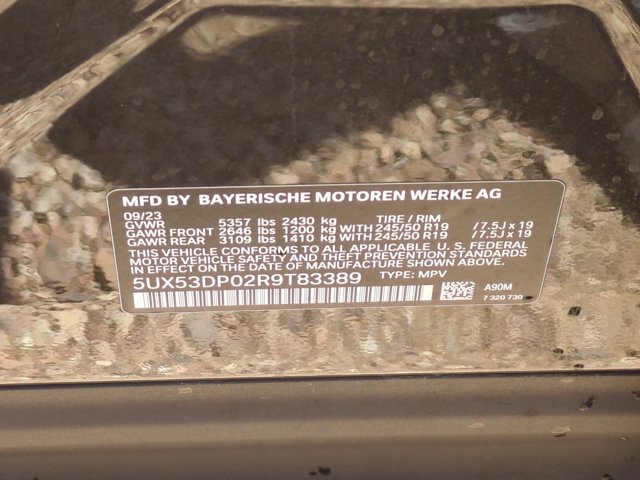 MFD BY BAYERISCHE MOTOREN WERKE AG
09/23 TIRE / RIM
GVWR 5357 lbs 2430 kg
GAWR FRONT 2646 lbs 1200 kg WITH 245/50 R19 /7.5J x 19
GAWR REAR 3109 lbs 1410 kg WITH 245/50 R19 /7.5J x 19
THIS VEHICLE CONFORMS TO ALL APPLICABLE U. S. FEDERAL
MOTOR VEHICLE SAFETY, BUMPER, AND THEFT PREVENTION STANDARDS
IN EFFECT ON THE DATE OF MANUFACTURE SHOWN ABOVE.
5UX53DP02R9T83389 TYPE: MPV
A90M
7 320 730